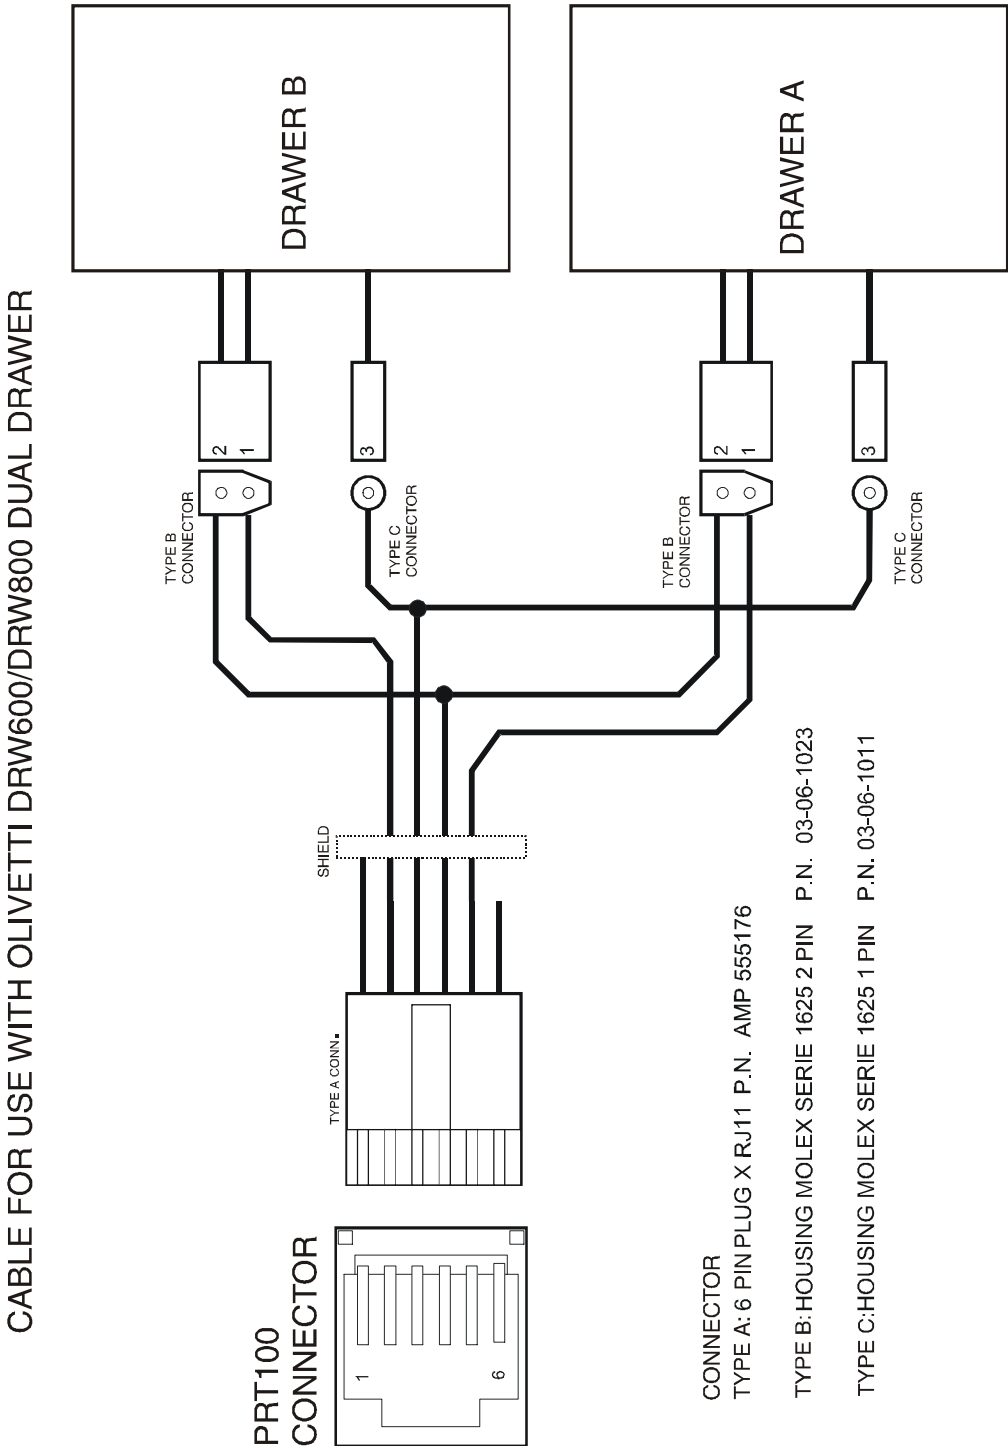 CABLE FOR USE WITH OLIVETTI DRW600/DRW800 DUAL DRAWER
PRT100
CONNECTOR
1
6
TYPE A CONN.
SHIELD
TYPE B
CONNECTOR
2
1
TYPE C
CONNECTOR
3
DRAWER B
TYPE B
CONNECTOR
2
1
TYPE C
CONNECTOR
3
DRAWER A
CONNECTOR
TYPE A: 6 PIN PLUG X RJ11 P.N. AMP 555176
TYPE B: HOUSING MOLEX SERIE 1625 2 PIN P.N. 03-06-1023
TYPE C:HOUSING MOLEX SERIE 1625 1 PIN P.N. 03-06-1011